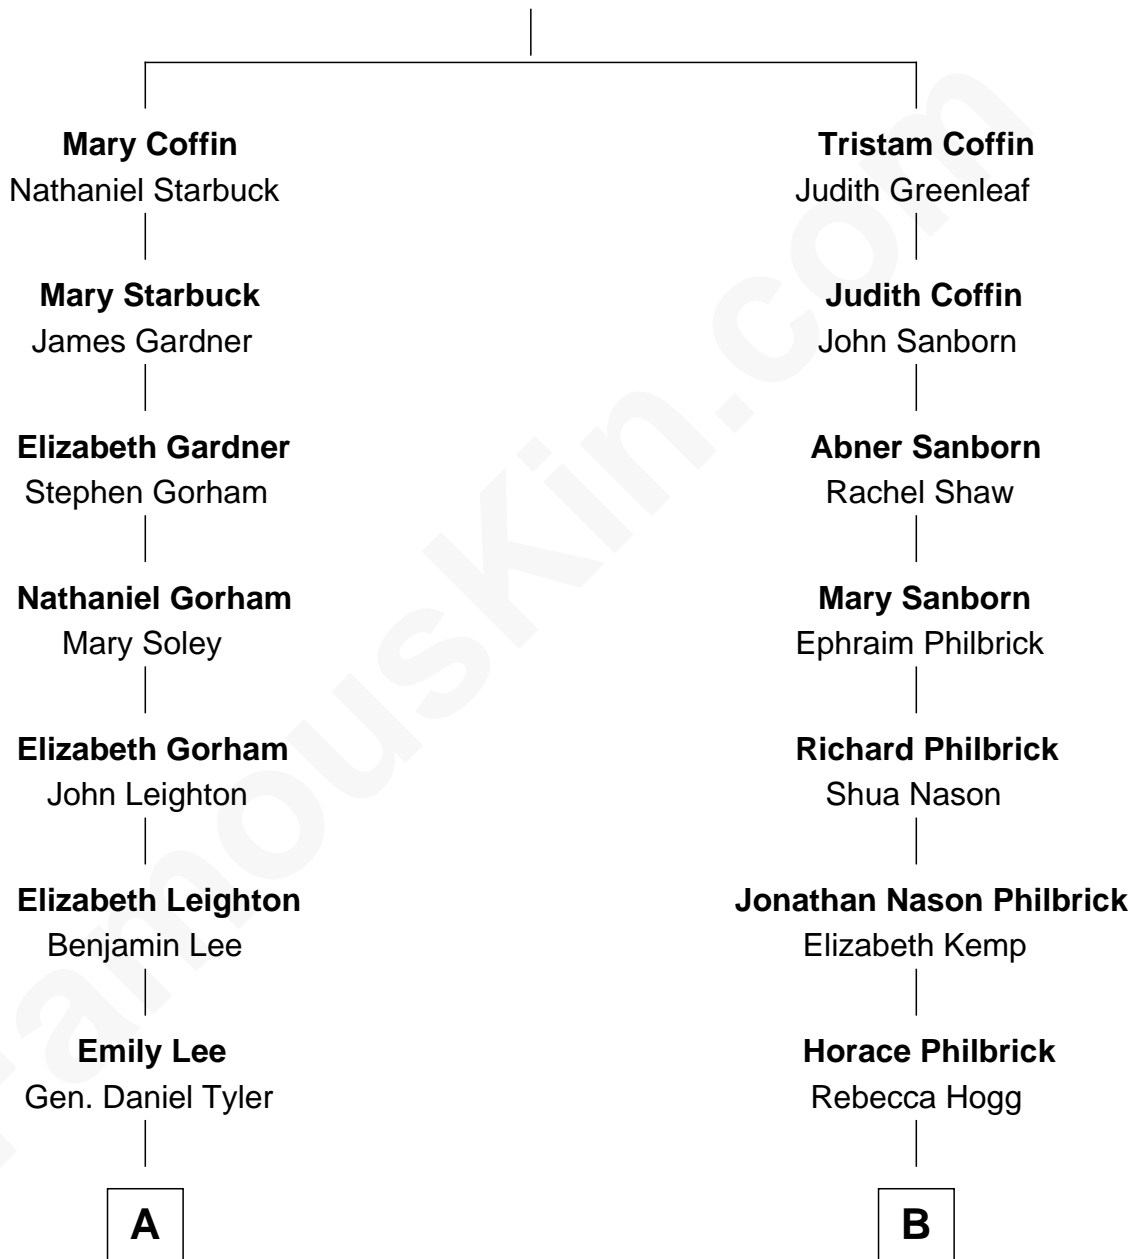 Mary Coffin
Nathaniel Starbuck
Mary Starbuck
James Gardner
Elizabeth Gardner
Stephen Gorham
Nathaniel Gorham
Mary Soley
Elizabeth Gorham
John Leighton
Elizabeth Leighton
Benjamin Lee
Emily Lee
Gen. Daniel Tyler
A
Tristam Coffin
Judith Greenleaf
Judith Coffin
John Sanborn
Abner Sanborn
Rachel Shaw
Mary Sanborn
Ephraim Philbrick
Richard Philbrick
Shua Nason
Jonathan Nason Philbrick
Elizabeth Kemp
Horace Philbrick
Rebecca Hogg
B
FamousKin.com